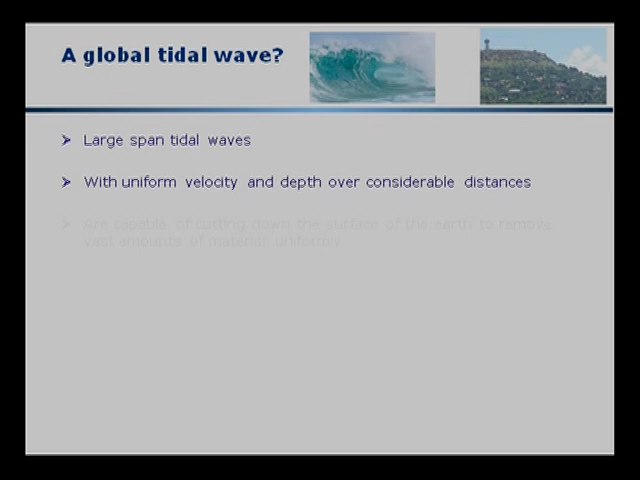 A global tidal wave?
Large span tidal waves
With uniform velocity and depth over considerable distances
Are capable of cutting down the surface of the earth to remove
vast amounts of material uniformly